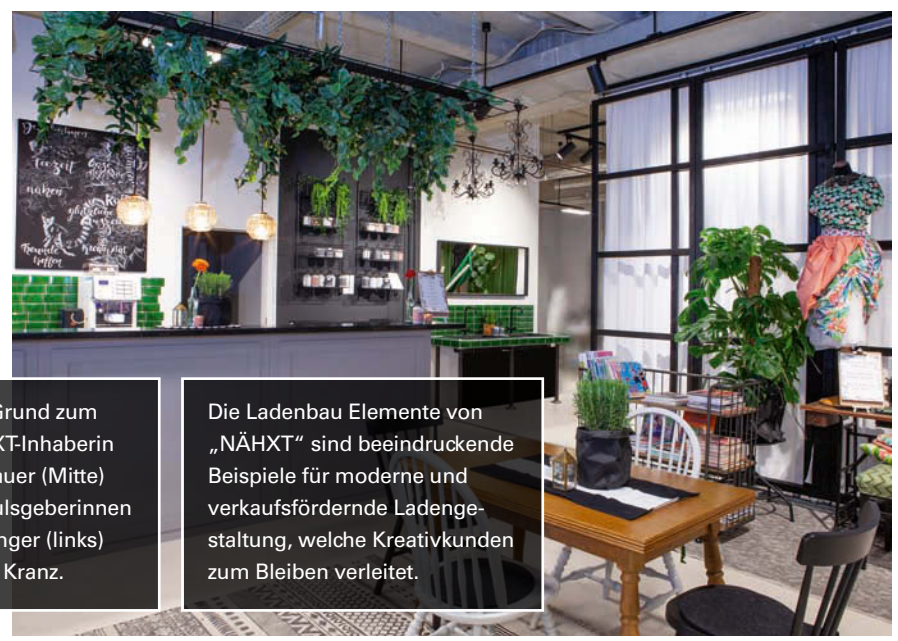 teezeit
nähen
treffen
Grund zum
XT-Inhaberin
auer (Mitte)
ulsgeberinnen
nger (links)
Kranz.
Die Ladenbau Elemente von
„NÄHXT“ sind beeindruckende
Beispiele für moderne und
verkaufsfördernde Ladenge-
staltung, welche Kreativkunden
zum Bleiben verleitet.